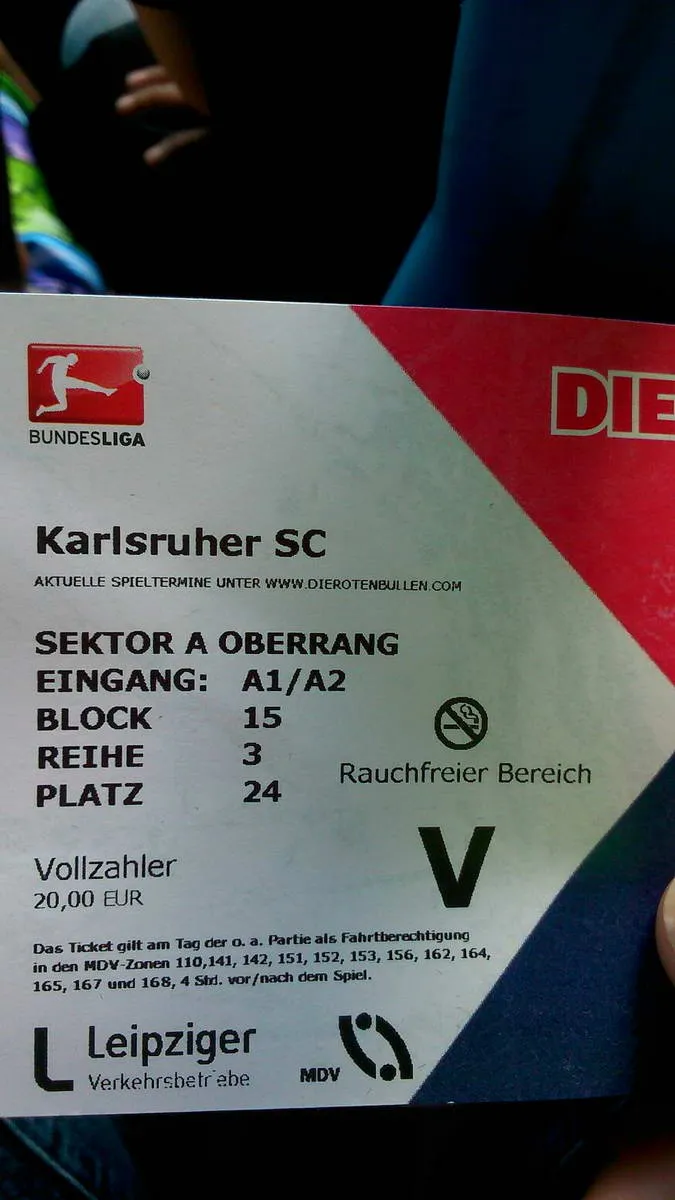 BUNDESLIGA
DIE
Karlsruher SC
AKTUELLE SPIELTERMINE UNTER WWW.DIEROTENBULLEN.COM
SEKTOR A OBERRANG
EINGANG: A1/A2
BLOCK 15
REIHE 3
PLATZ 24
Rauchfreier Bereich
Vollzahler
20,00 EUR
V
Das Ticket gilt am Tag der o. a. Partie als Fahrtberechtigung
in den MDV-Zonen 110,141, 142, 151, 152, 153, 156, 162, 164,
165, 167 und 168, 4 Std. vor/nach dem Spiel.
L Leipziger
Verkehrsbetriebe
MDV